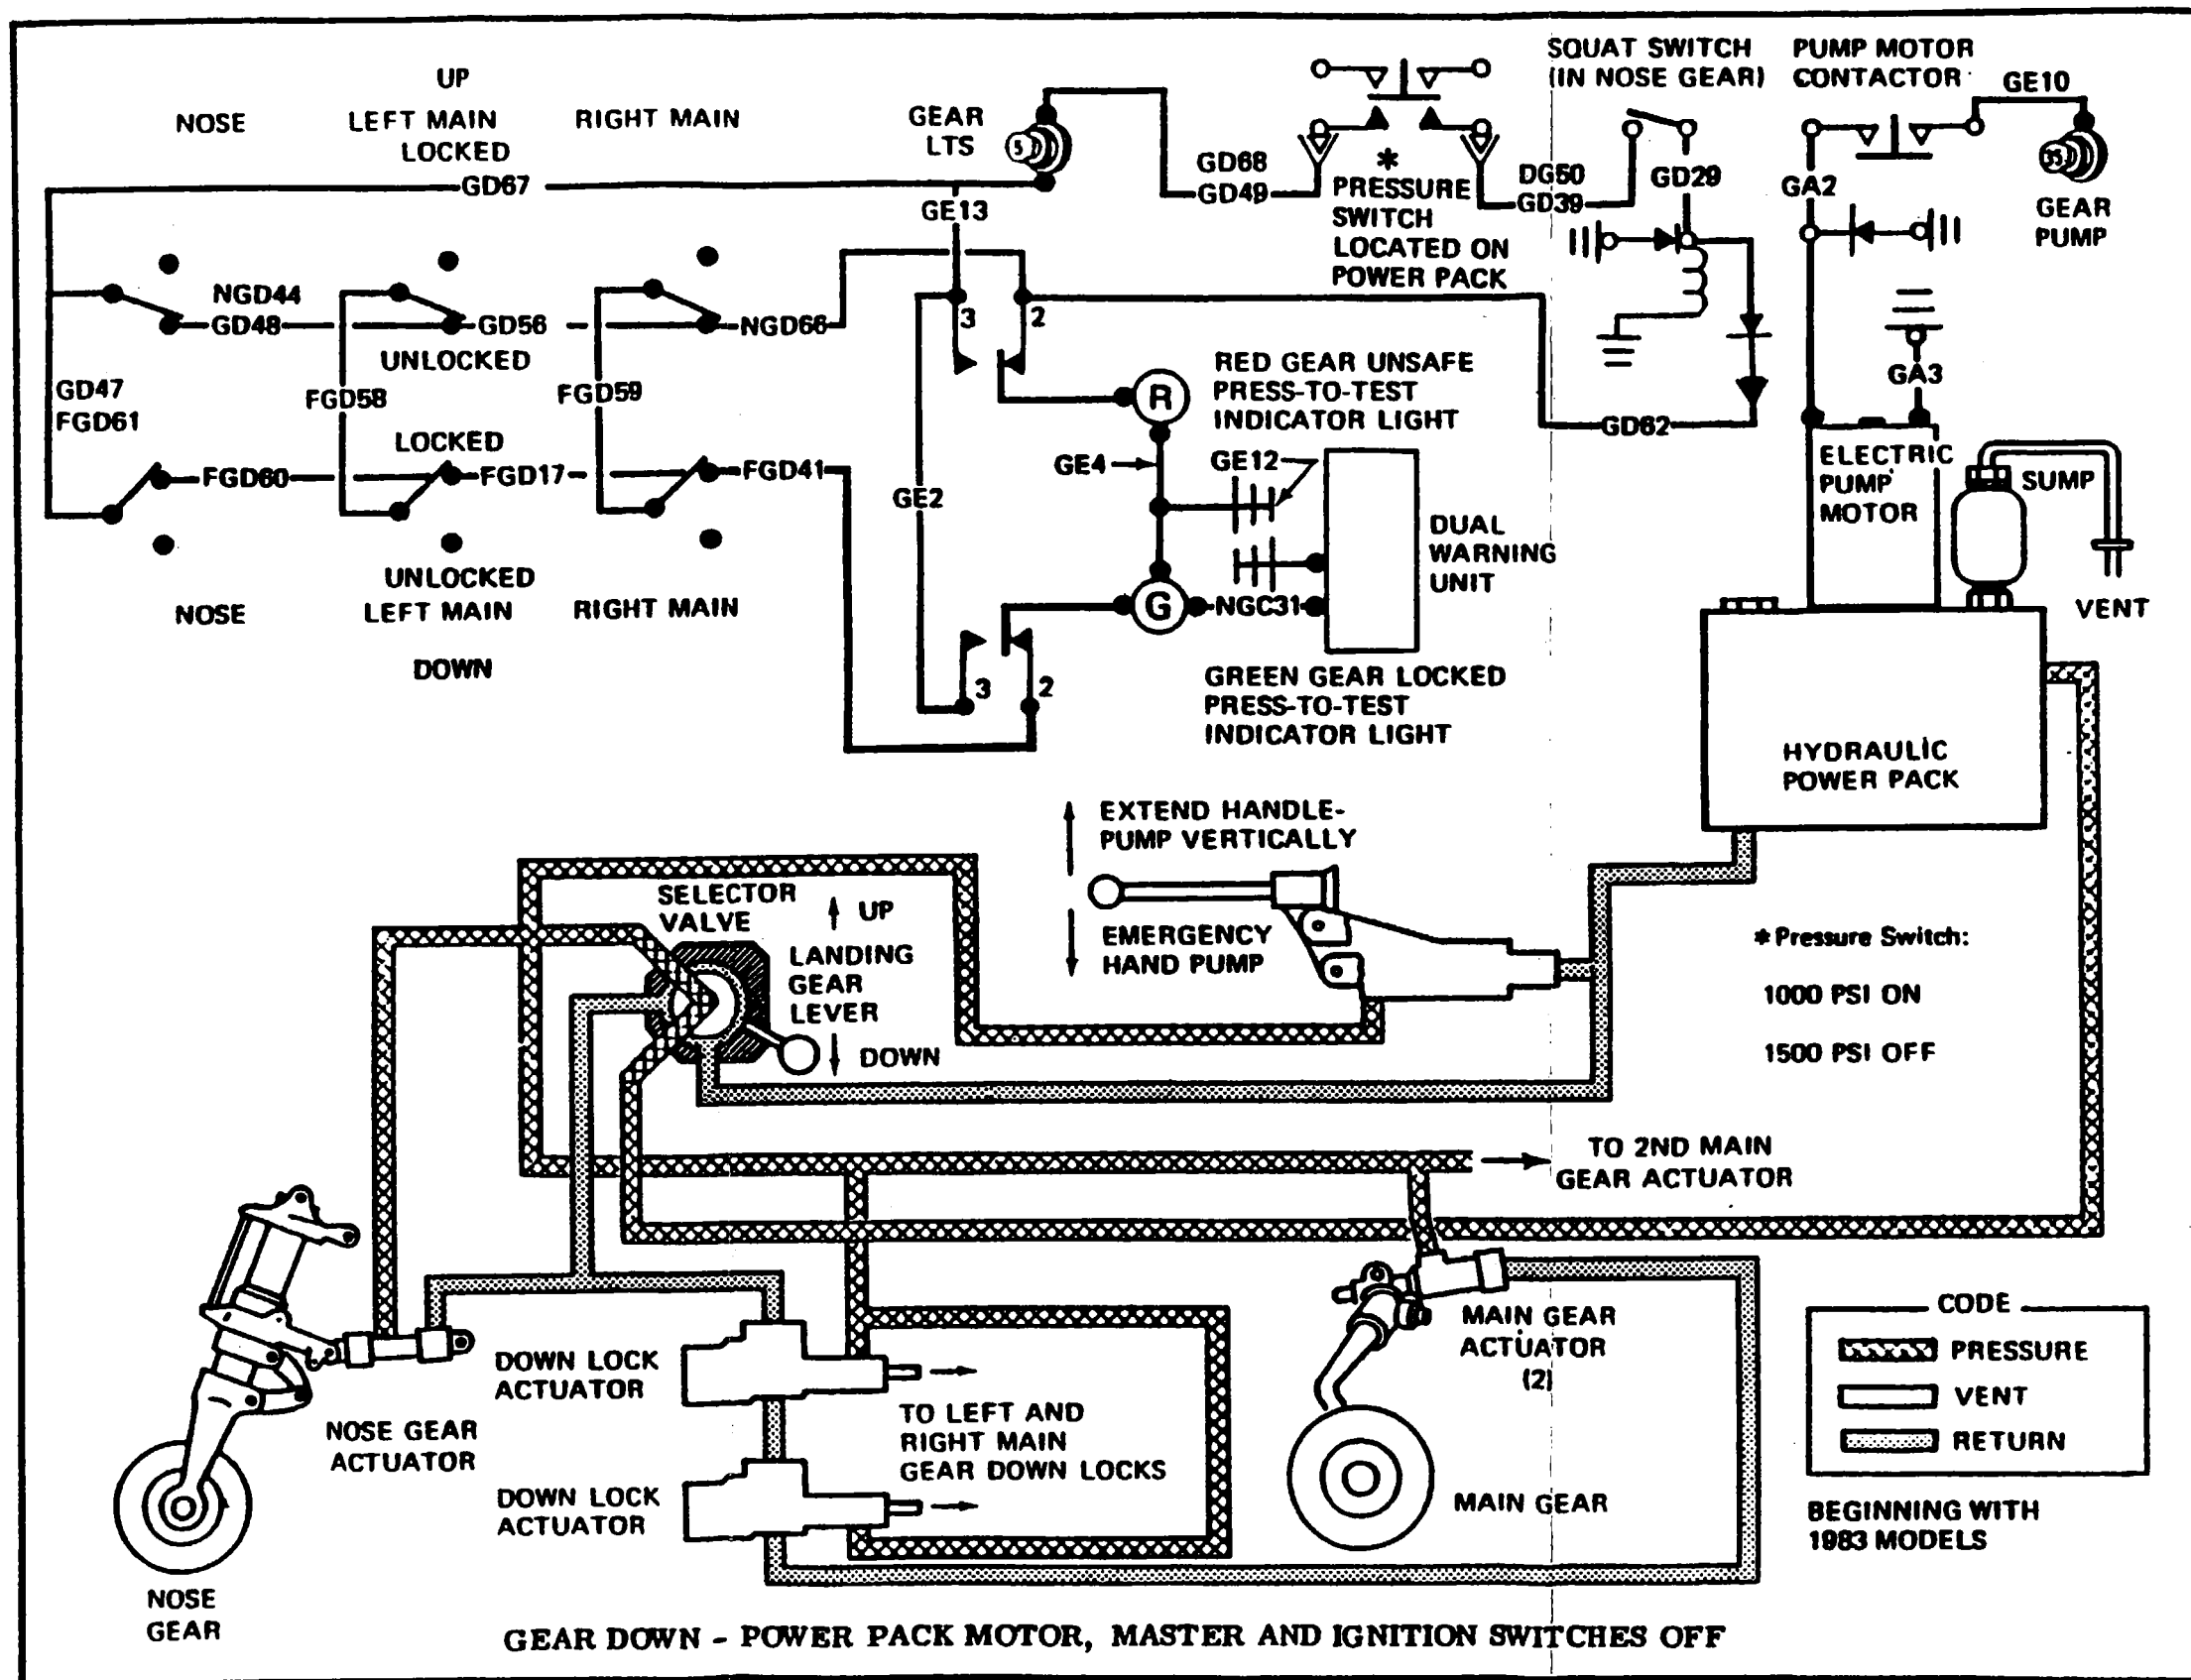 UP
NOSE
LEFT MAIN
RIGHT MAIN
LOCKED
GD67
GEAR
LTS
5
GE13
GD68
GD49
*
PRESSURE
SWITCH
LOCATED ON
POWER PACK
DG50
GD39
SQUAT SWITCH
(IN NOSE GEAR)
GD29
PUMP MOTOR
CONTACTOR
GE10
GA2
35
GEAR
PUMP
NGD44
GD48
GD56
UNLOCKED
NGD66
3
2
GD47
FGD61
FGD58
FGD59
LOCKED
FGD60
FGD17
FGD41
UNLOCKED
NOSE
LEFT MAIN
RIGHT MAIN
DOWN
GE2
R
RED GEAR UNSAFE
PRESS-TO-TEST
INDICATOR LIGHT
GE4
GE12
DUAL
WARNING
UNIT
G
NGC31
3
2
GREEN GEAR LOCKED
PRESS-TO-TEST
INDICATOR LIGHT
GD62
GA3
ELECTRIC
PUMP
MOTOR
SUMP
VENT
HYDRAULIC
POWER PACK
EXTEND HANDLE-
PUMP VERTICALLY
EMERGENCY
HAND PUMP
SELECTOR
VALVE
UP
LANDING
GEAR
LEVER
DOWN
*Pressure Switch:
1000 PSI ON
1500 PSI OFF
TO 2ND MAIN
GEAR ACTUATOR
NOSE GEAR
ACTUATOR
NOSE
GEAR
DOWN LOCK
ACTUATOR
TO LEFT AND
RIGHT MAIN
GEAR DOWN LOCKS
DOWN LOCK
ACTUATOR
MAIN GEAR
ACTUATOR
(2)
MAIN GEAR
CODE
PRESSURE
VENT
RETURN
BEGINNING WITH
1983 MODELS
GEAR DOWN - POWER PACK MOTOR, MASTER AND IGNITION SWITCHES OFF